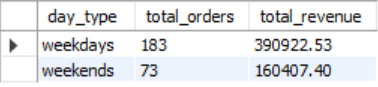 day_type total_orders total_revenue
weekdays 183 390922.53
weekends 73 160407.40